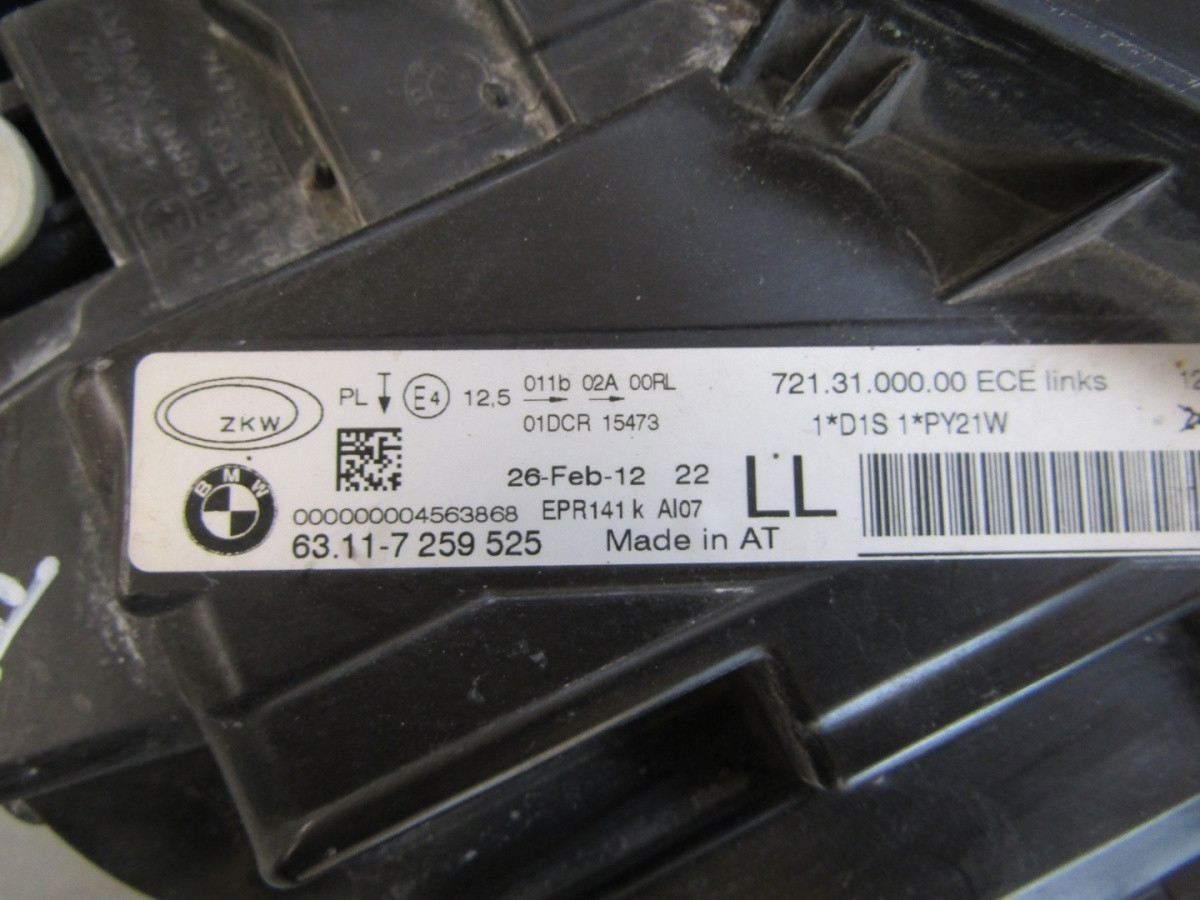 ZKW
PL E4 12,5 011b 02A 00RL
01DCR 15473
721.31.000.00 ECE links
1*D1S 1*PY21W
BMW
26-Feb-12 22
LL
000000004563868 EPR141 k AI07
63.11-7 259 525 Made in AT